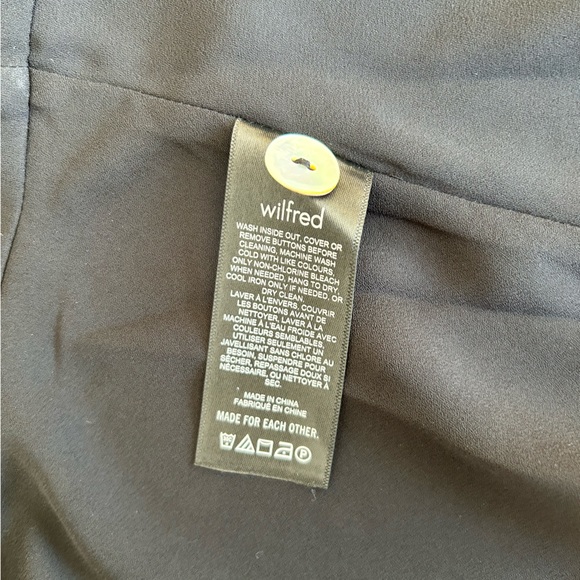 wilfred
WASH INSIDE OUT, COVER OR
REMOVE BUTTONS BEFORE
CLEANING, MACHINE WASH
COLD WITH LIKE COLOURS,
ONLY NON-CHLORINE BLEACH
WHEN NEEDED, HANG TO DRY
COOL IRON ONLY IF NEEDED, OR
DRY CLEAN.
LAVER À L'ENVERS, COUVRIR
LES BOUTONS AVANT DE
NETTOYER, LAVER À LA
MACHINE À L'EAU FROIDE AVEC
COULEURS SEMBLABLES,
UTILISER SEULEMENT UN
JAVELLISANT SANS CHLORE AU
BESOIN, SUSPENDRE POUR
SÉCHER, REPASSAGE DOUX SI
NÉCESSAIRE, OU NETTOYER À
SEC.
MADE IN CHINA
FABRIQUÉ EN CHINE
MADE FOR EACH OTHER.
P